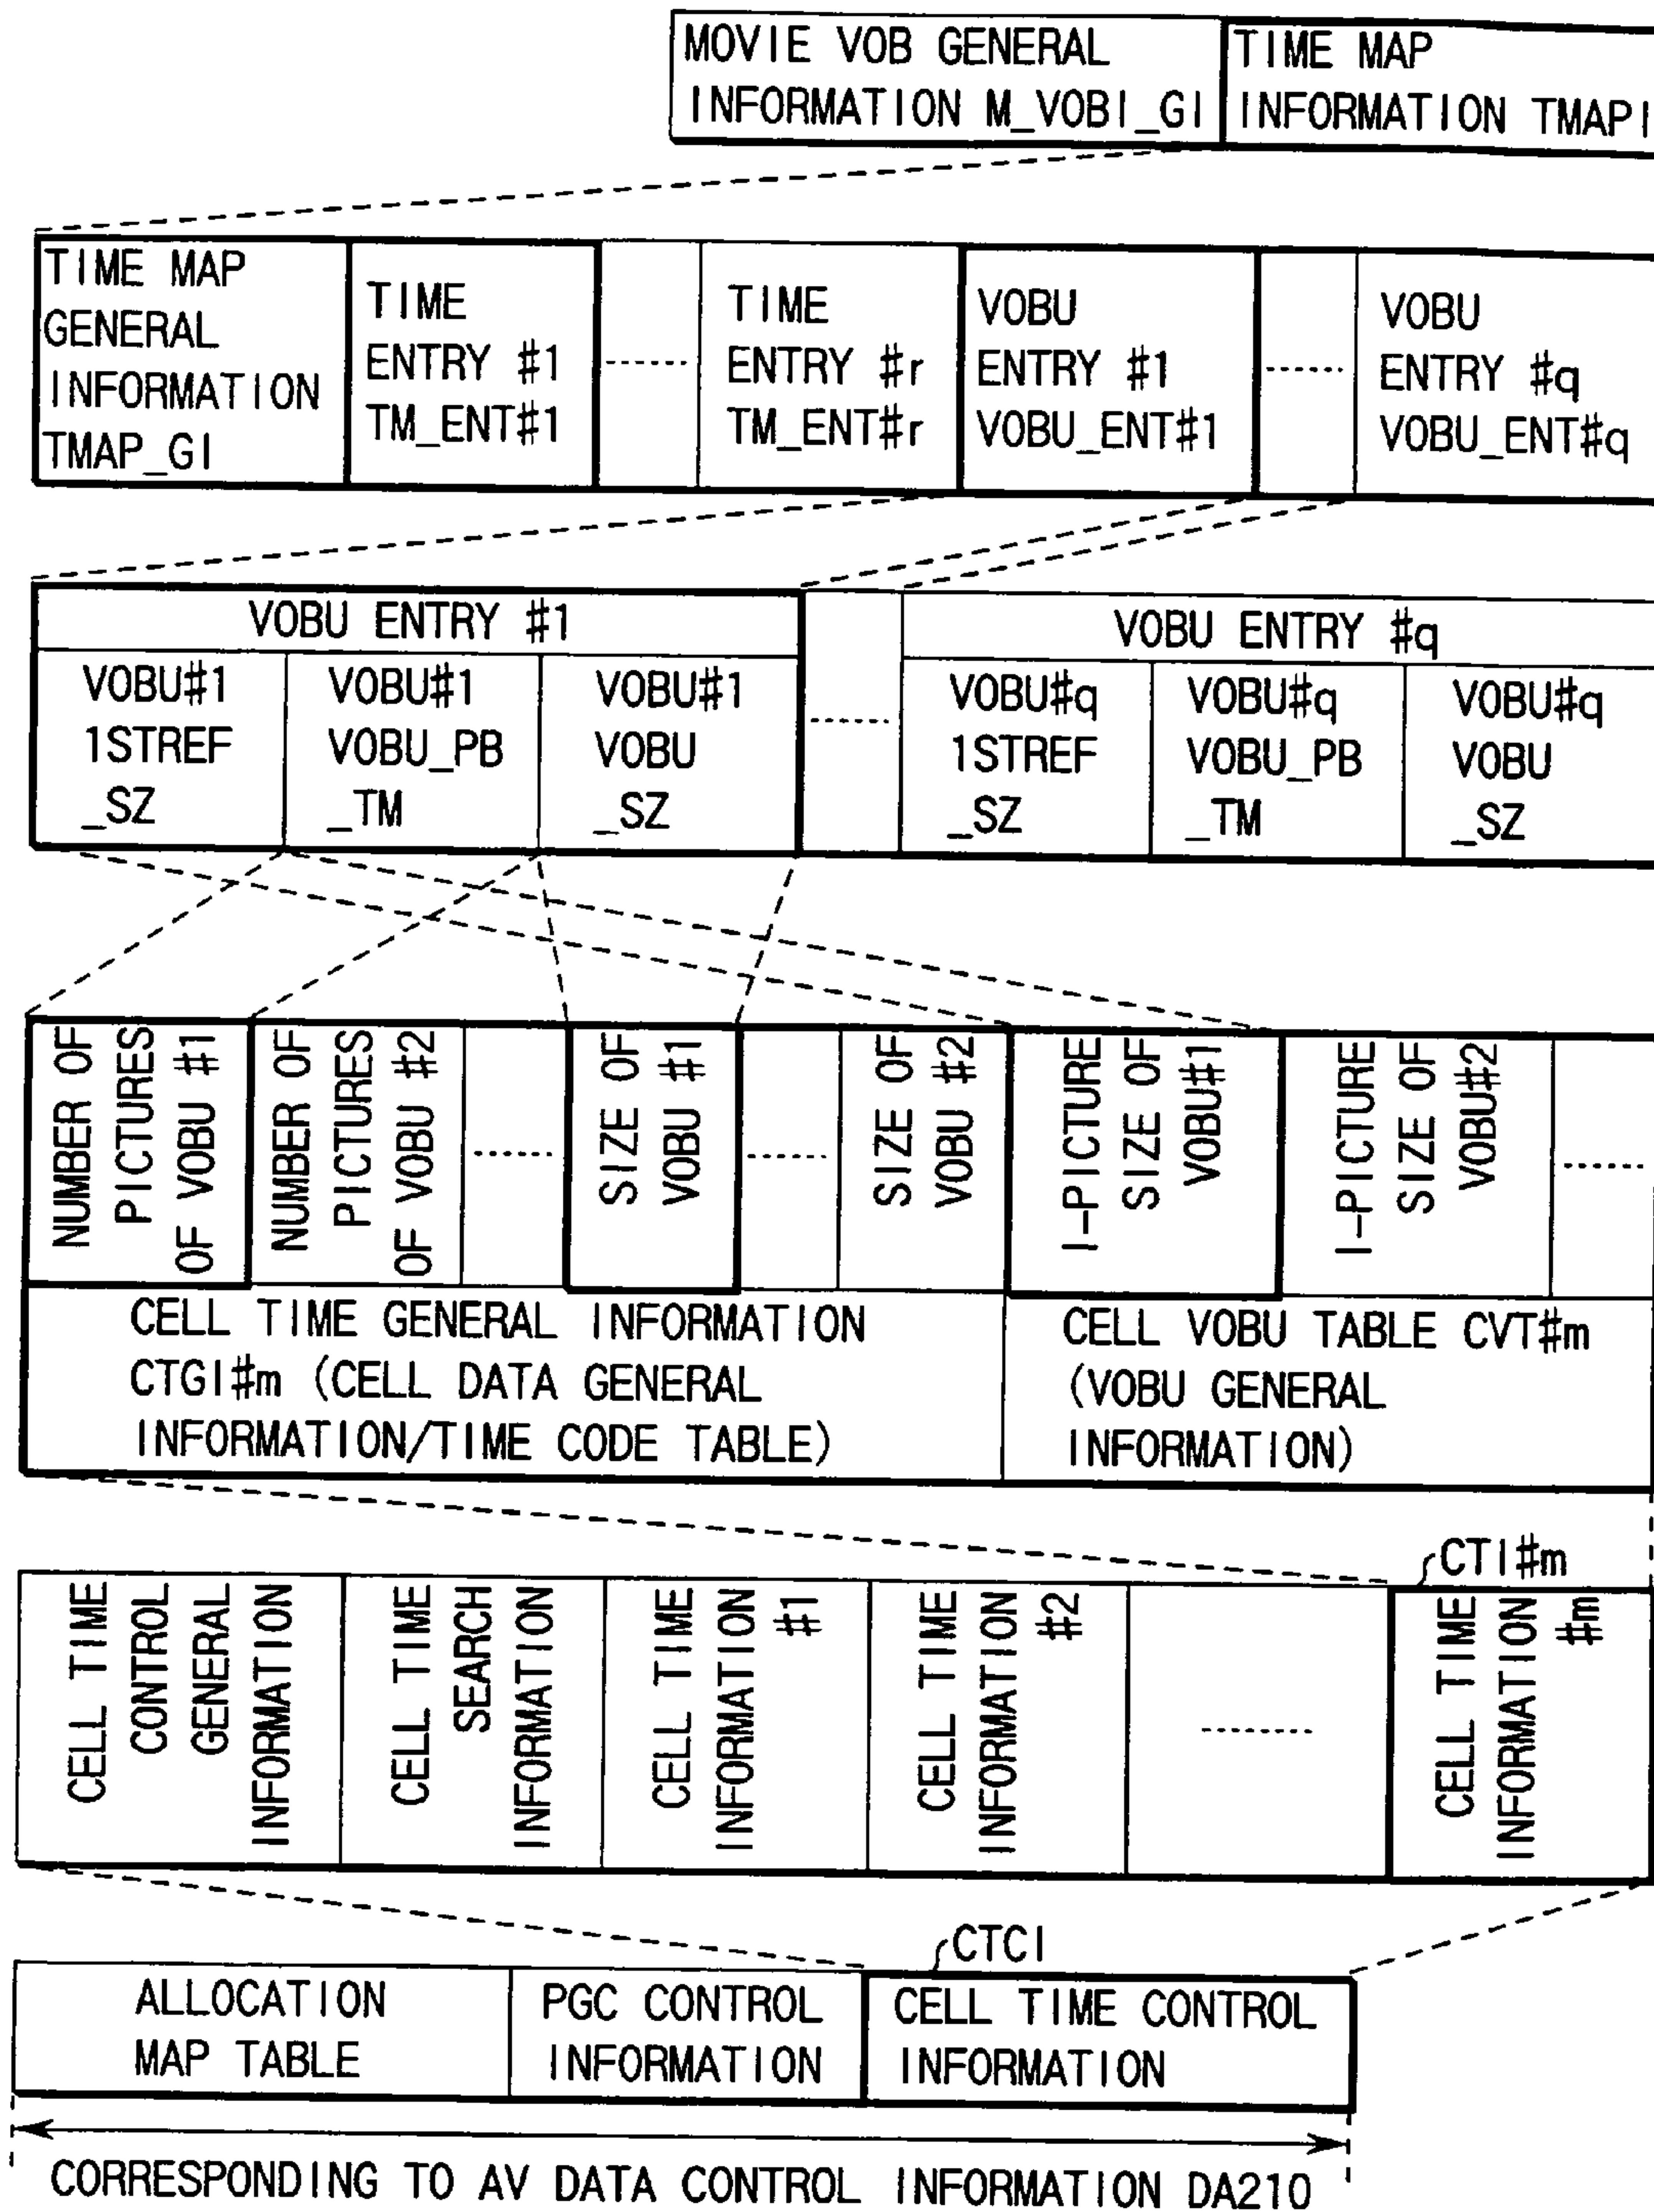 MOVIE VOB GENERAL
INFORMATION M_VOBI_GI
TIME MAP
INFORMATION TMAPI
TIME MAP
GENERAL
INFORMATION
TMAP_GI
TIME
ENTRY #1
TM_ENT#1
TIME
ENTRY #r
TM_ENT#r
VOBU
ENTRY #1
VOBU_ENT#1
VOBU
ENTRY #q
VOBU_ENT#q
VOBU ENTRY #1
VOBU#1
1STREF
_SZ
VOBU#1
VOBU_PB
_TM
VOBU#1
VOBU
_SZ
VOBU ENTRY #q
VOBU#q
1STREF
_SZ
VOBU#q
VOBU_PB
_TM
VOBU#q
VOBU
_SZ
NUMBER OF
PICTURES
OF VOBU #1
NUMBER OF
PICTURES
OF VOBU #2
SIZE OF
VOBU #1
SIZE OF
VOBU #2
I-PICTURE
SIZE OF
VOBU#1
I-PICTURE
SIZE OF
VOBU#2
CELL TIME GENERAL INFORMATION
CTGI#m (CELL DATA GENERAL
INFORMATION/TIME CODE TABLE)
CELL VOBU TABLE CVT#m
(VOBU GENERAL
INFORMATION)
CTI#m
CELL TIME
CONTROL
GENERAL
INFORMATION
CELL TIME
SEARCH
INFORMATION
CELL TIME
INFORMATION
#1
CELL TIME
INFORMATION
#2
CELL TIME
INFORMATION
#m
CTCI
ALLOCATION
MAP TABLE
PGC CONTROL
INFORMATION
CELL TIME CONTROL
INFORMATION
CORRESPONDING TO AV DATA CONTROL INFORMATION DA210